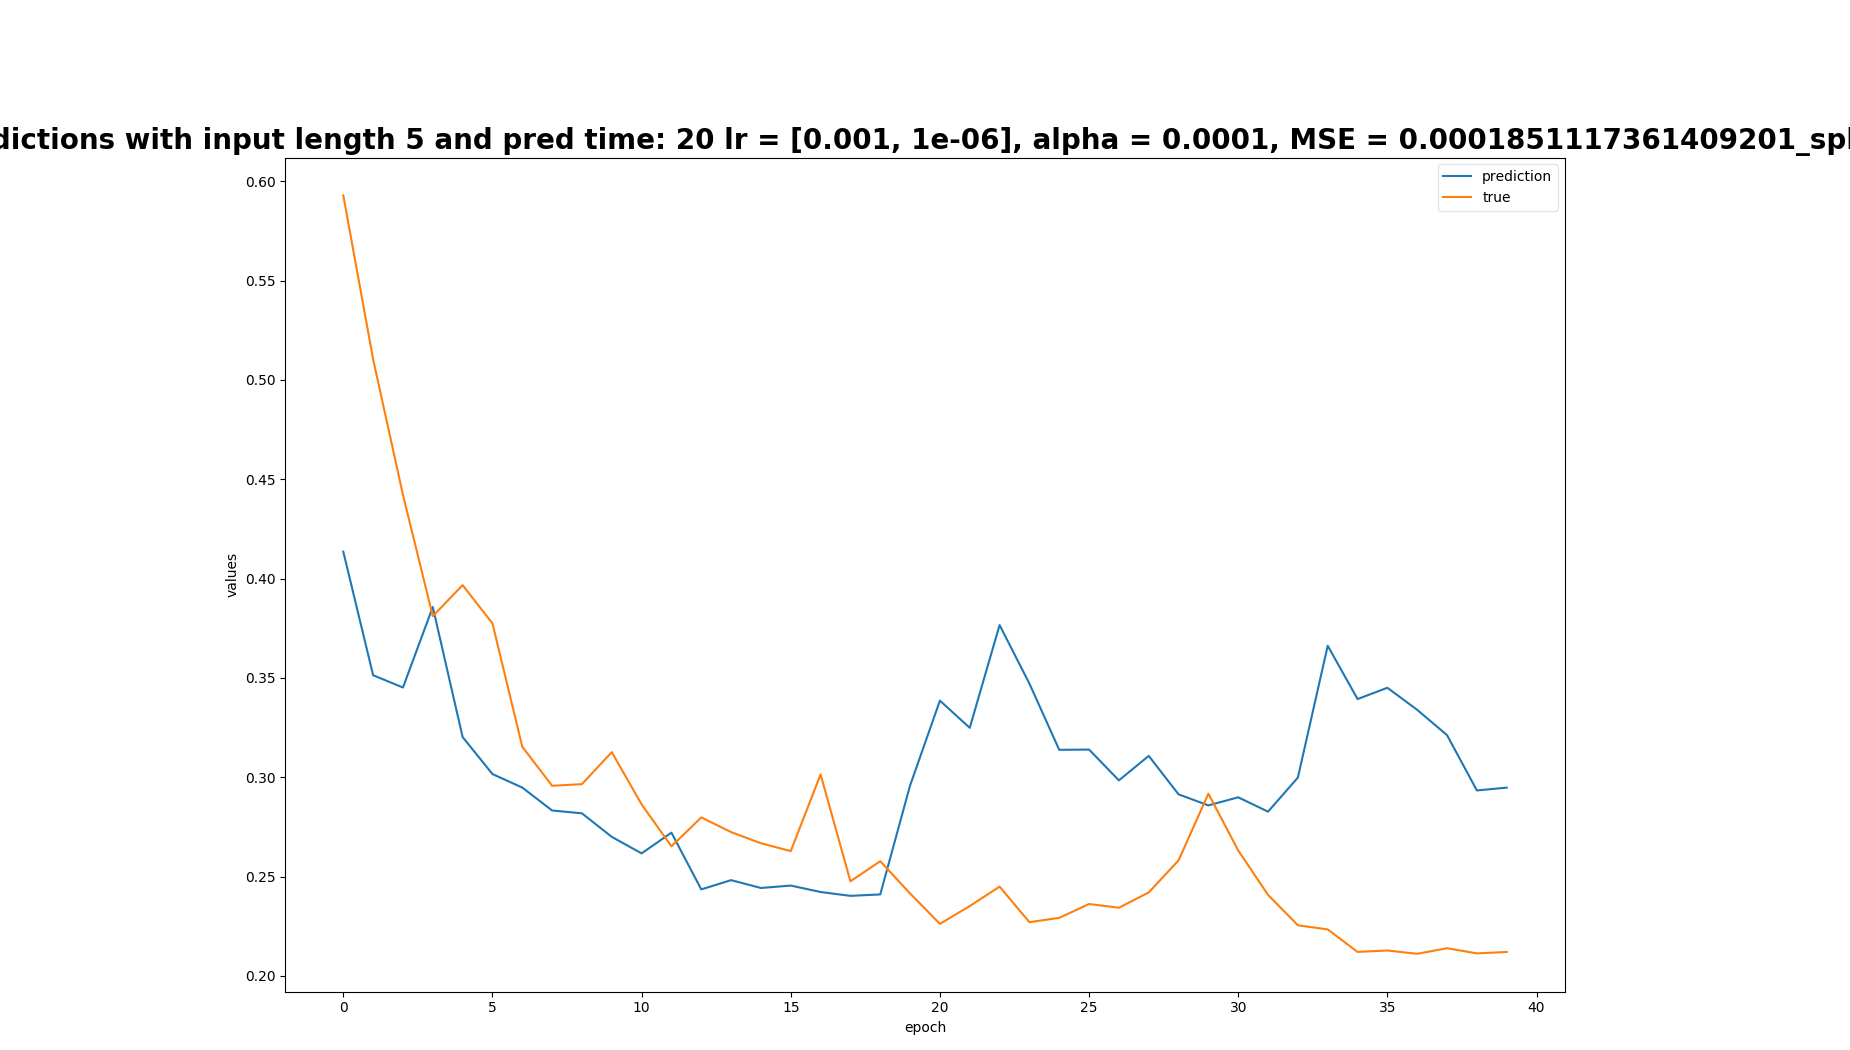 dictions with input length 5 and pred time: 20 lr = [0.001, 1e-06], alpha = 0.0001, MSE = 0.0001851117361409201_spl
prediction
true
0.60
0.55
0.50
0.45
0.40
0.35
0.30
0.25
0.20
values
0 5 10 15 20 25 30 35 40
epoch